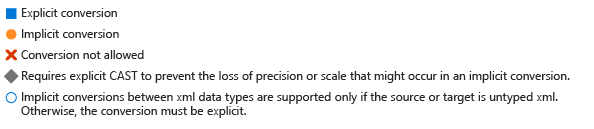 Explicit conversion
Implicit conversion
Conversion not allowed
Requires explicit CAST to prevent the loss of precision or scale that might occur in an implicit conversion.
Implicit conversions between xml data types are supported only if the source or target is untyped xml.
Otherwise, the conversion must be explicit.